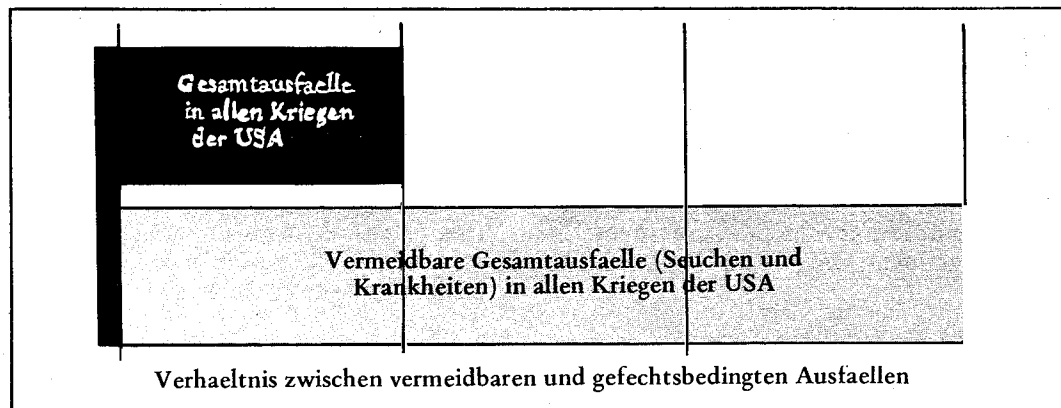 Gesamtausfaelle
in allen Kriegen
der USA
Vermeidbare Gesamtausfaelle (Seuchen und
Krankheiten) in allen Kriegen der USA
Verhaeltnis zwischen vermeidbaren und gefechtsbedingten Ausfaellen